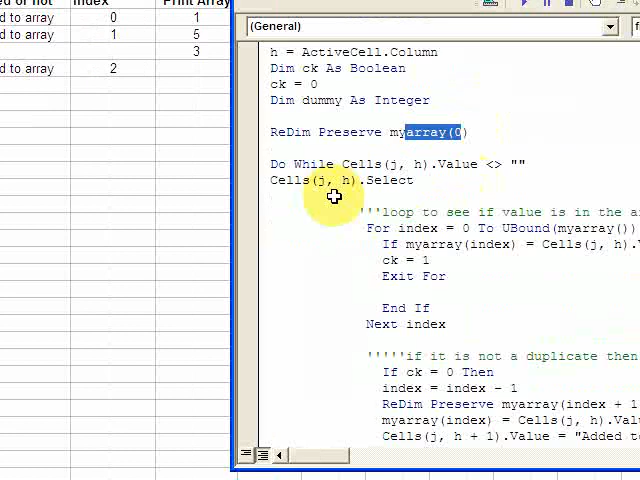 ed or not Index Print Array
d to array 0 1
d to array 1 5
3
d to array 2
(General)
h = ActiveCell.Column
Dim ck As Boolean
ck = 0
Dim dummy As Integer
ReDim Preserve myarray(0)
Do While Cells(j, h).Value <> ""
Cells(j, h).Select
'''loop to see if value is in the a
For index = 0 To UBound(myarray())
If myarray(index) = Cells(j, h).
ck = 1
Exit For
End If
Next index
'''''if it is not a duplicate then
If ck = 0 Then
index = index - 1
ReDim Preserve myarray(index + 1
myarray(index) = Cells(j, h).
Cells(j, h + 1).Value = "Added to